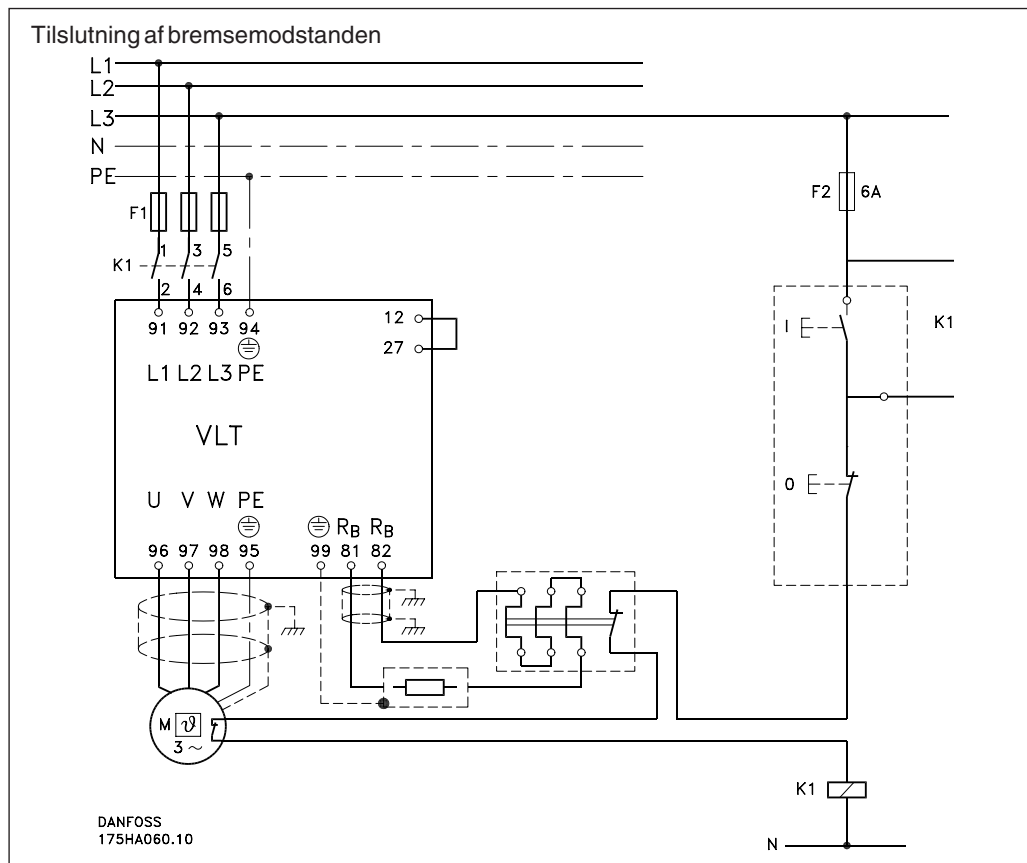 Tilslutning af bremsemodstanden
L1
L2
L3
N
PE
F1
F2 6A
1 3 5
K1
2 4 6
91 92 93 94
12
27
L1 L2 L3 PE
I
K1
VLT
0
U V W PE
RB RB
96 97 98 95 99 81 82
M ϑ
3 ~
K1
DANFOSS
175HA060.10
N